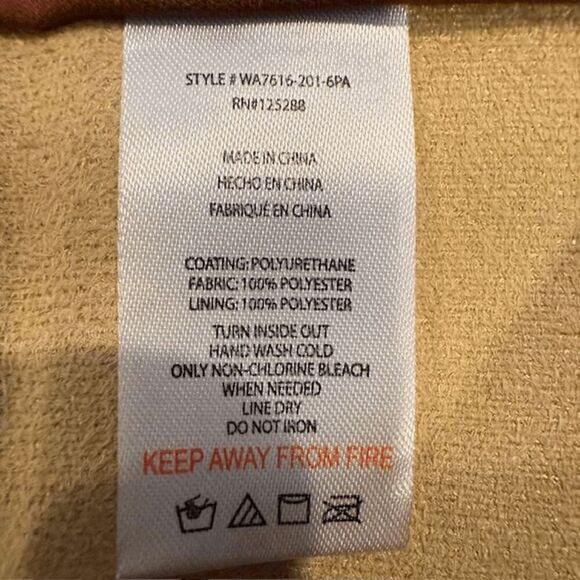 STYLE # WA7616-201-6PA
RN#125288
MADE IN CHINA
HECHO EN CHINA
FABRIQUÉ EN CHINA
COATING: POLYURETHANE
FABRIC: 100% POLYESTER
LINING: 100% POLYESTER
TURN INSIDE OUT
HAND WASH COLD
ONLY NON-CHLORINE BLEACH
WHEN NEEDED
LINE DRY
DO NOT IRON
KEEP AWAY FROM FIRE